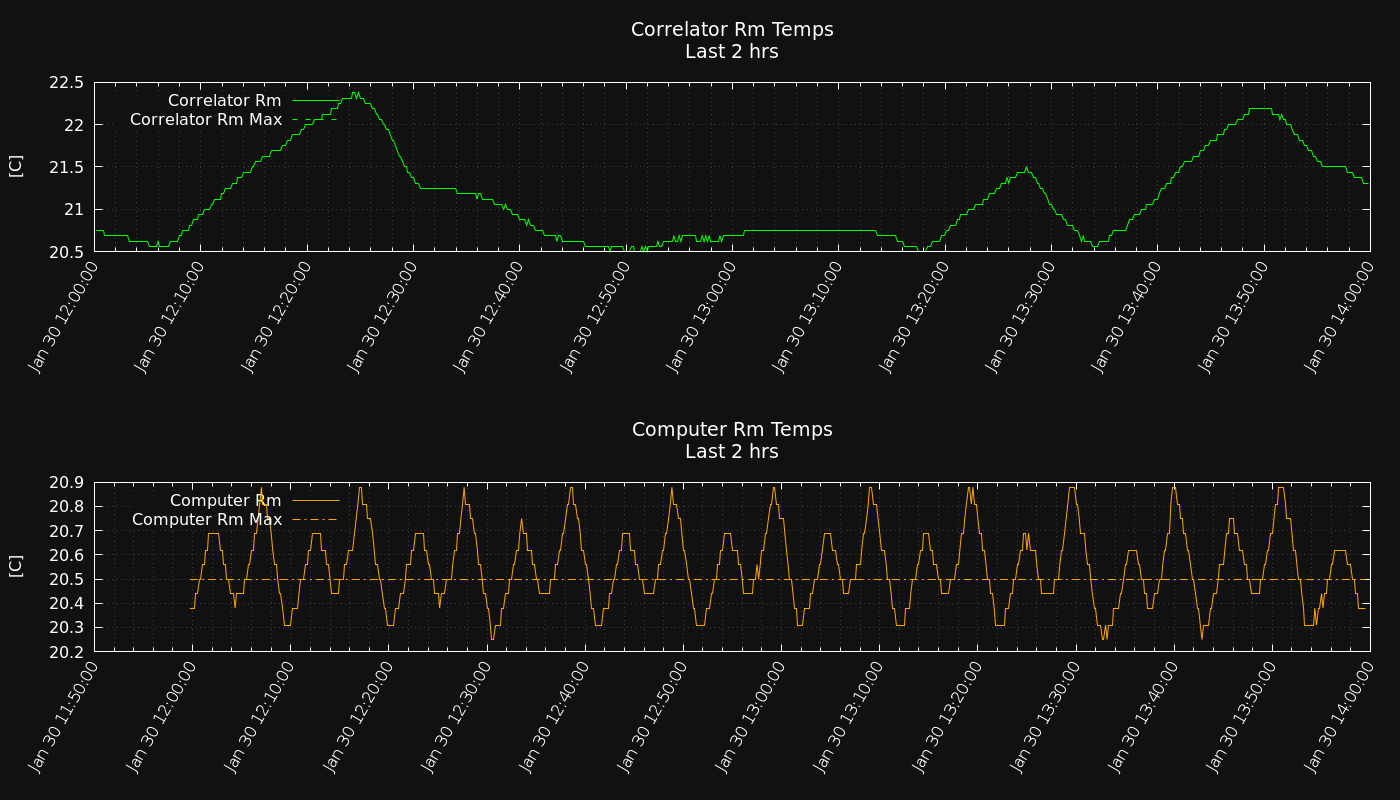 Correlator Rm Temps
Last 2 hrs
22.5
22
21.5
21
20.5
[C]
Correlator Rm
Correlator Rm Max
Jan 30 12:00:00
Jan 30 12:10:00
Jan 30 12:20:00
Jan 30 12:30:00
Jan 30 12:40:00
Jan 30 12:50:00
Jan 30 13:00:00
Jan 30 13:10:00
Jan 30 13:20:00
Jan 30 13:30:00
Jan 30 13:40:00
Jan 30 13:50:00
Jan 30 14:00:00
Computer Rm Temps
Last 2 hrs
20.9
20.8
20.7
20.6
20.5
20.4
20.3
20.2
[C]
Computer Rm
Computer Rm Max
Jan 30 11:50:00
Jan 30 12:00:00
Jan 30 12:10:00
Jan 30 12:20:00
Jan 30 12:30:00
Jan 30 12:40:00
Jan 30 12:50:00
Jan 30 13:00:00
Jan 30 13:10:00
Jan 30 13:20:00
Jan 30 13:30:00
Jan 30 13:40:00
Jan 30 13:50:00
Jan 30 14:00:00